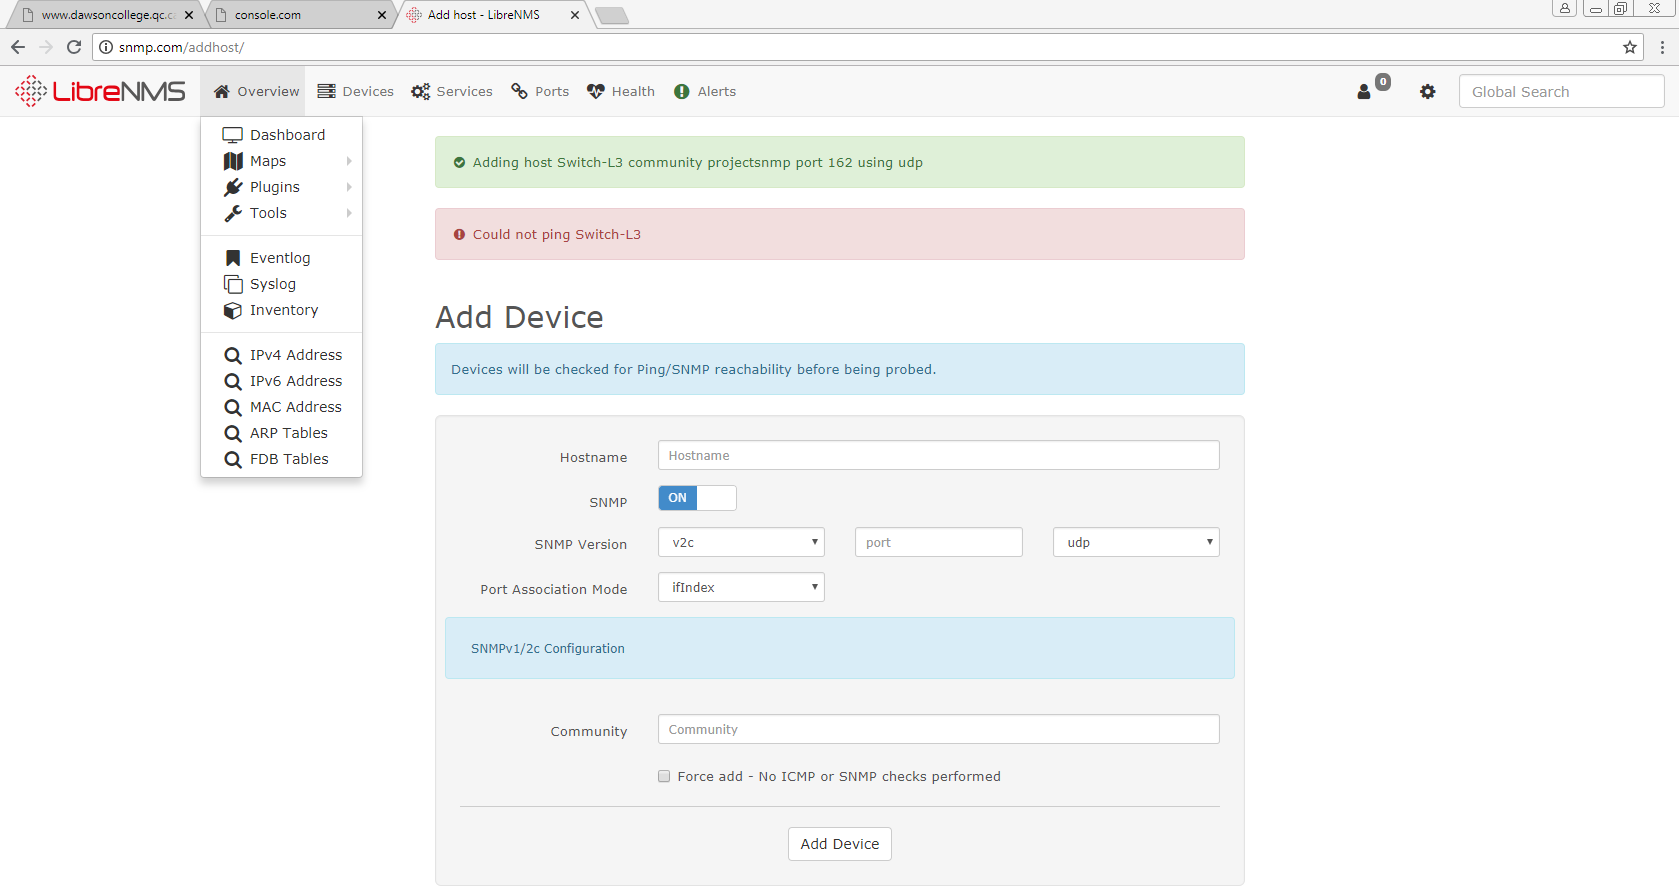 www.dawsoncollege.qc.c
console.com
Add host - LibreNMS
snmp.com/addhost/
LibreNMS
Overview
Devices
Services
Ports
Health
Alerts
0
Global Search
Dashboard
Maps
Plugins
Tools
Eventlog
Syslog
Inventory
IPv4 Address
IPv6 Address
MAC Address
ARP Tables
FDB Tables
Adding host Switch-L3 community projectsnmp port 162 using udp
Could not ping Switch-L3
Add Device
Devices will be checked for Ping/SNMP reachability before being probed.
Hostname Hostname
SNMP ON
SNMP Version v2c port udp
Port Association Mode ifIndex
SNMPv1/2c Configuration
Community Community
Force add - No ICMP or SNMP checks performed
Add Device